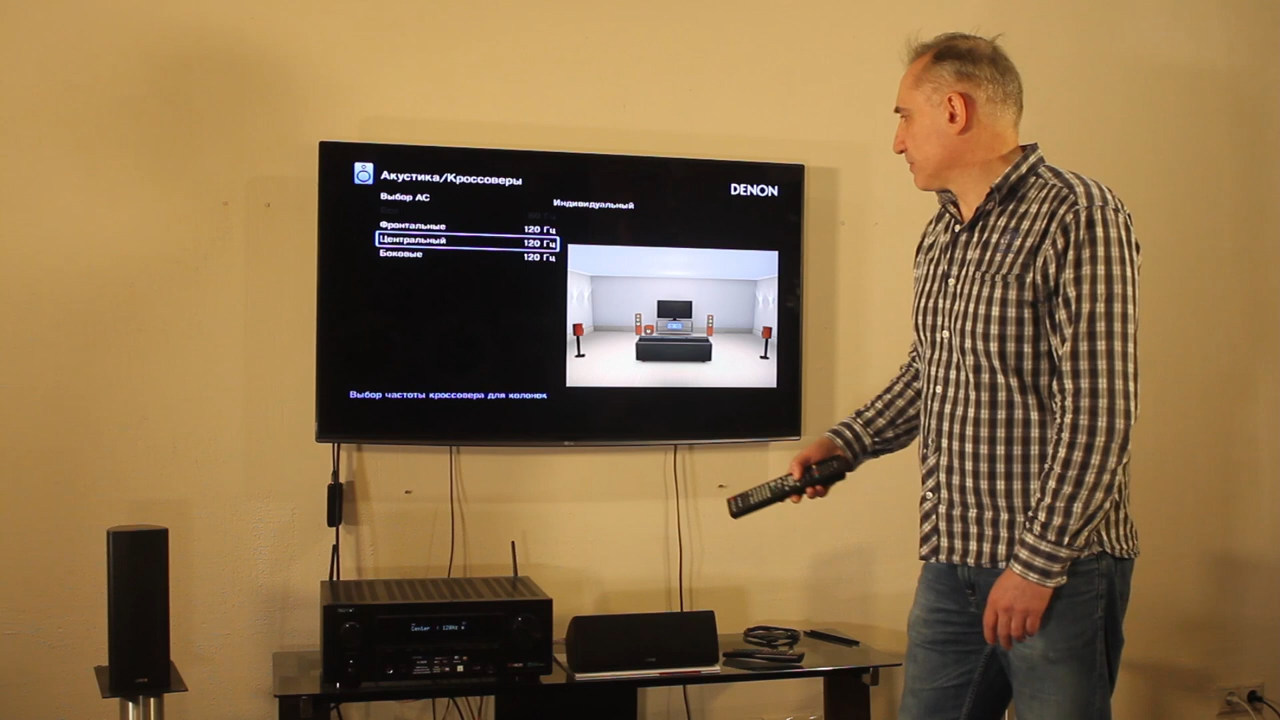 Акустика/Кроссоверы
DENON
Выбор АС
Индивидуальный
Фронтальные 120 Гц
Центральный 120 Гц
Боковые 120 Гц
Выбор частоты кроссовера для колонок
Center : 120Hz